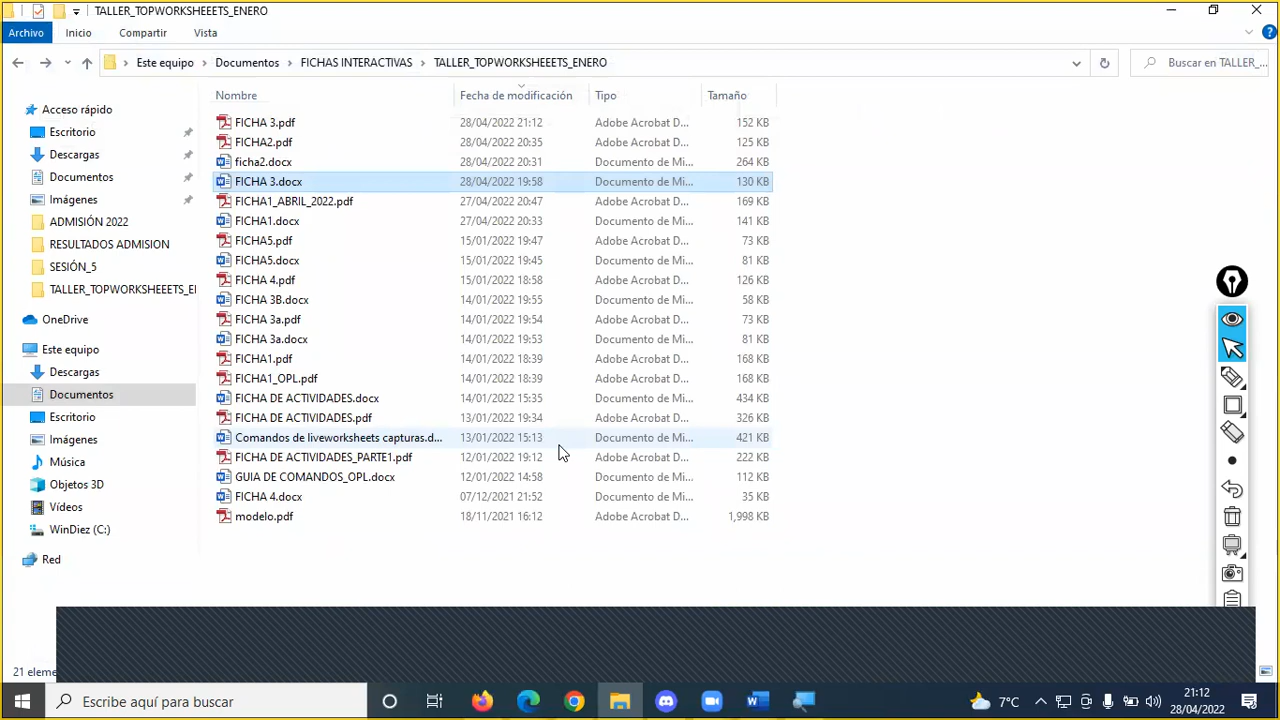 TALLER_TOPWORKSHEEETS_ENERO
Archivo Inicio Compartir Vista
Este equipo Documentos FICHAS INTERACTIVAS TALLER_TOPWORKSHEEETS_ENERO Buscar en TALLER_...
Nombre Fecha de modificación Tipo Tamaño
Acceso rápido
Escritorio
Descargas
Documentos
Imágenes
ADMISIÓN 2022
RESULTADOS ADMISION
SESIÓN_5
TALLER_TOPWORKSHEEETS_EI
OneDrive
Este equipo
Descargas
Documentos
Escritorio
Imágenes
Música
Objetos 3D
Vídeos
WinDiez (C:)
Red
FICHA 3.pdf 28/04/2022 21:12 Adobe Acrobat D... 152 KB
FICHA2.pdf 28/04/2022 20:35 Adobe Acrobat D... 125 KB
ficha2.docx 28/04/2022 20:31 Documento de Mi... 264 KB
FICHA 3.docx 28/04/2022 19:58 Documento de Mi... 130 KB
FICHA1_ABRIL_2022.pdf 27/04/2022 20:47 Adobe Acrobat D... 169 KB
FICHA1.docx 27/04/2022 20:33 Documento de Mi... 141 KB
FICHA5.pdf 15/01/2022 19:47 Adobe Acrobat D... 73 KB
FICHA5.docx 15/01/2022 19:45 Documento de Mi... 81 KB
FICHA 4.pdf 15/01/2022 18:58 Adobe Acrobat D... 126 KB
FICHA 3B.docx 14/01/2022 19:55 Documento de Mi... 58 KB
FICHA 3a.pdf 14/01/2022 19:54 Adobe Acrobat D... 73 KB
FICHA 3a.docx 14/01/2022 19:53 Documento de Mi... 81 KB
FICHA1.pdf 14/01/2022 18:39 Adobe Acrobat D... 168 KB
FICHA1_OPL.pdf 14/01/2022 18:39 Adobe Acrobat D... 168 KB
FICHA DE ACTIVIDADES.docx 14/01/2022 15:35 Documento de Mi... 434 KB
FICHA DE ACTIVIDADES.pdf 13/01/2022 19:34 Adobe Acrobat D... 326 KB
Comandos de liveworksheets capturas.d... 13/01/2022 15:13 Documento de Mi... 421 KB
FICHA DE ACTIVIDADES_PARTE1.pdf 12/01/2022 19:12 Adobe Acrobat D... 222 KB
GUIA DE COMANDOS_OPL.docx 12/01/2022 14:58 Documento de Mi... 112 KB
FICHA 4.docx 07/12/2021 21:52 Documento de Mi... 35 KB
modelo.pdf 18/11/2021 16:12 Adobe Acrobat D... 1,998 KB
21 eleme
Escribe aquí para buscar
7°C
21:12
28/04/2022